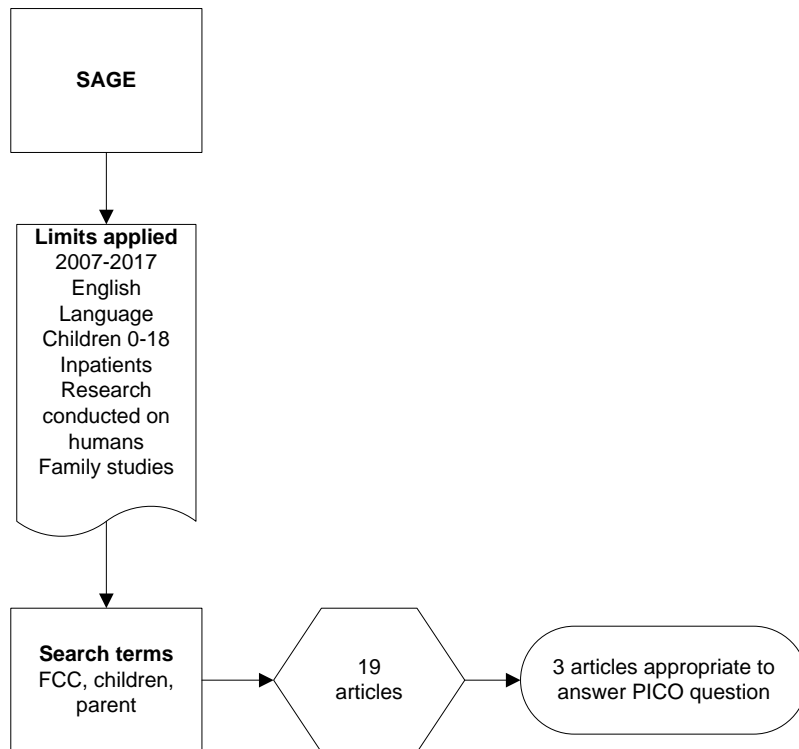 SAGE
Limits applied
2007-2017
English
Language
Children 0-18
Inpatients
Research
conducted on
humans
Family studies
Search terms
FCC, children,
parent
19
articles
3 articles appropriate to
answer PICO question